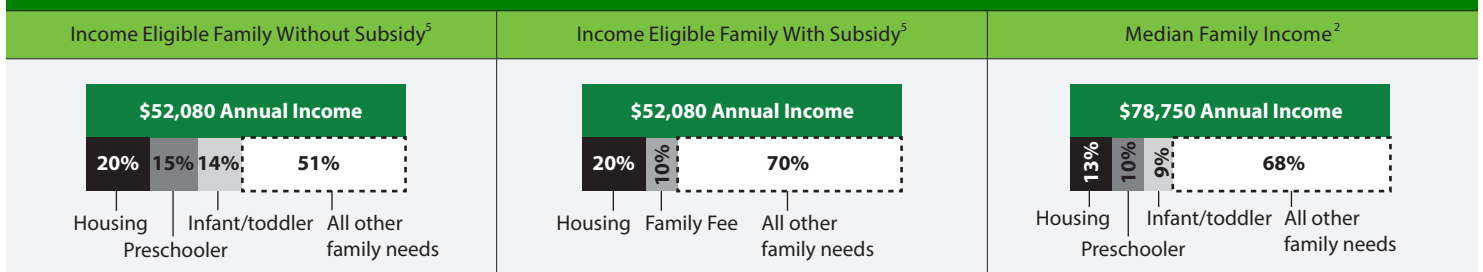 Income Eligible Family Without Subsidy⁵
$52,080 Annual Income
20% 15% 14% 51%
Housing Infant/toddler All other
Preschooler family needs
Income Eligible Family With Subsidy⁵
$52,080 Annual Income
20% 10% 70%
Housing Family Fee All other
family needs
Median Family Income²
$78,750 Annual Income
13% 10% 9% 68%
Housing Infant/toddler All other
Preschooler family needs